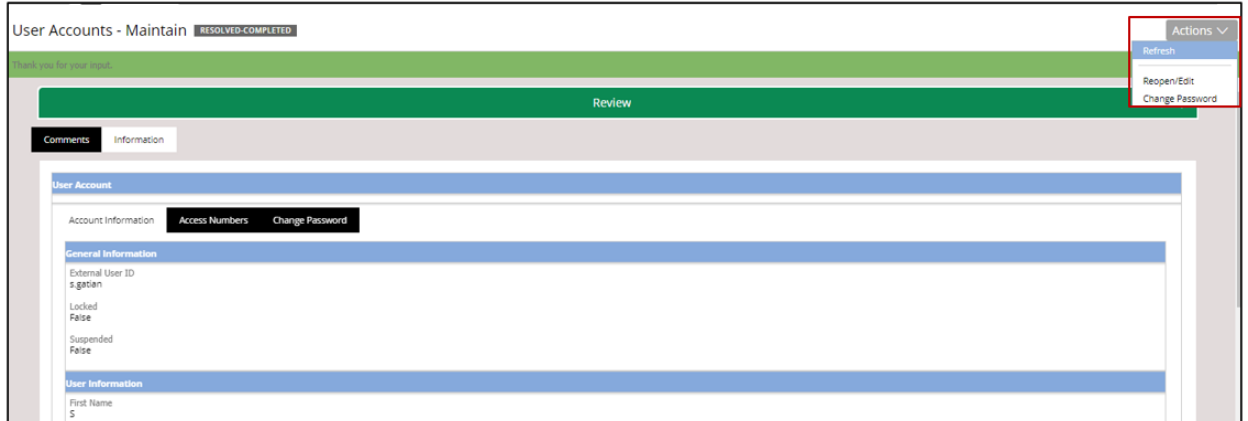 User Accounts - Maintain RESOLVED-COMPLETED
Actions
Refresh
Reopen/Edit
Change Password
Thank you for your input.
Review
Comments Information
User Account
Account Information Access Numbers Change Password
General Information
External User ID
s.gatian
Locked
False
Suspended
False
User Information
First Name
S